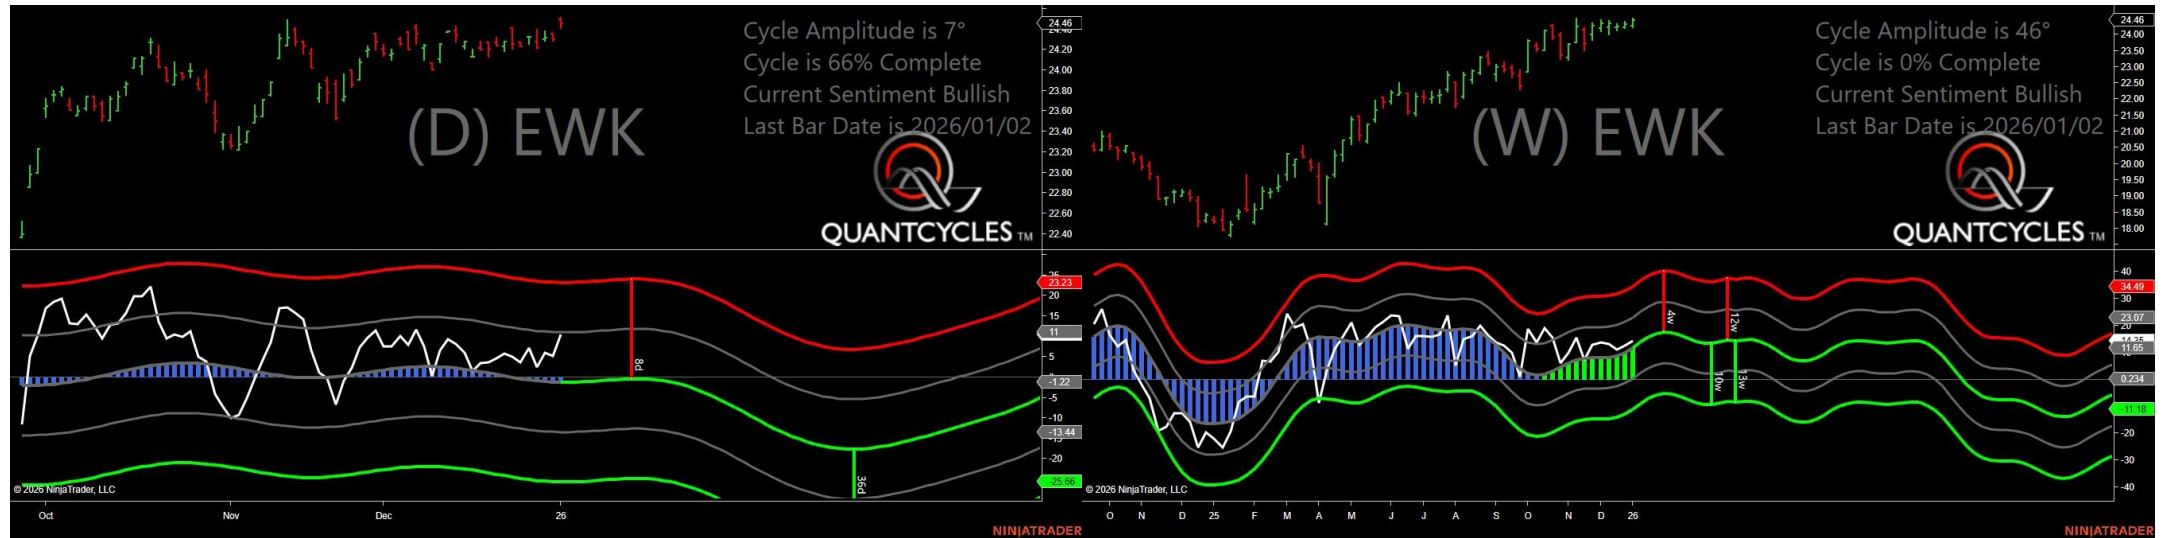 Cycle Amplitude is 7°
Cycle is 66% Complete
Current Sentiment Bullish
Last Bar Date is 2026/01/02
(D) EWK
QUANTCYCLES TM
24.46
24.40
24.20
24.00
23.80
23.60
23.40
23.20
23.00
22.80
22.60
22.40
25
23.23
20
15
11
5
-1.22
-5
-10
-13.44
-20
-25.66
8d
36d
© 2026 NinjaTrader, LLC
Oct Nov Dec 26
NINJATRADER
Cycle Amplitude is 46°
Cycle is 0% Complete
Current Sentiment Bullish
Last Bar Date is 2026/01/02
(W) EWK
QUANTCYCLES TM
24.46
24.00
23.50
23.00
22.50
22.00
21.50
21.00
20.50
20.00
19.50
19.00
18.50
18.00
40
34.49
30
23.07
20
11.65
0.234
-11.18
-20
-30
-40
4w
12w
10w
13w
© 2026 NinjaTrader, LLC
O N D 25 F M A M J J A S O N D 26
NINJATRADER